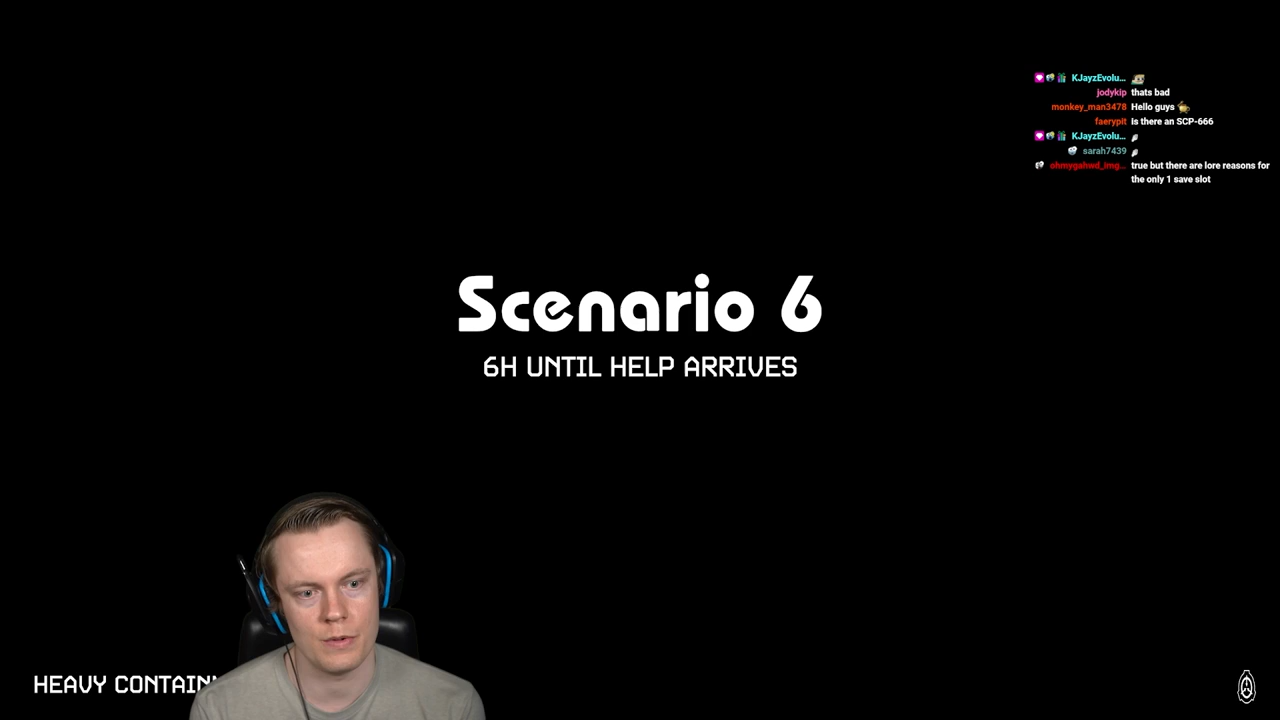 KJayzEvolu...
jodykip thats bad
monkey_man3478 Hello guys
faerypit Is there an SCP-666
KJayzEvolu...
sarah7439
ohmygahwd_img... true but there are lore reasons for
the only 1 save slot
Scenario 6
6H UNTIL HELP ARRIVES
HEAVY CONTAIN